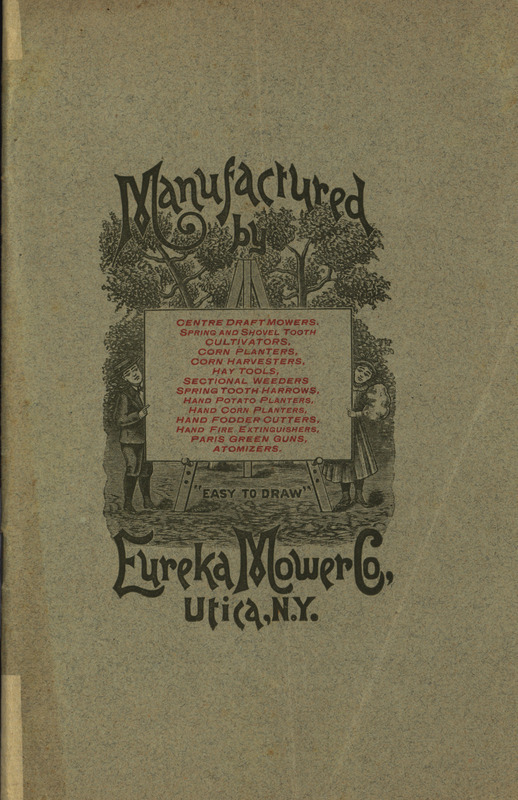 Manufactured
by
CENTRE DRAFT MOWERS,
SPRING AND SHOVEL TOOTH
CULTIVATORS,
CORN PLANTERS,
CORN HARVESTERS,
HAY TOOLS,
SECTIONAL WEEDERS
SPRING TOOTH HARROWS,
HAND POTATO PLANTERS,
HAND CORN PLANTERS,
HAND FODDER CUTTERS,
HAND FIRE EXTINGUISHERS,
PARIS GREEN GUNS,
ATOMIZERS.
"EASY TO DRAW"
Eureka Mower Co,
Utica, N.Y.